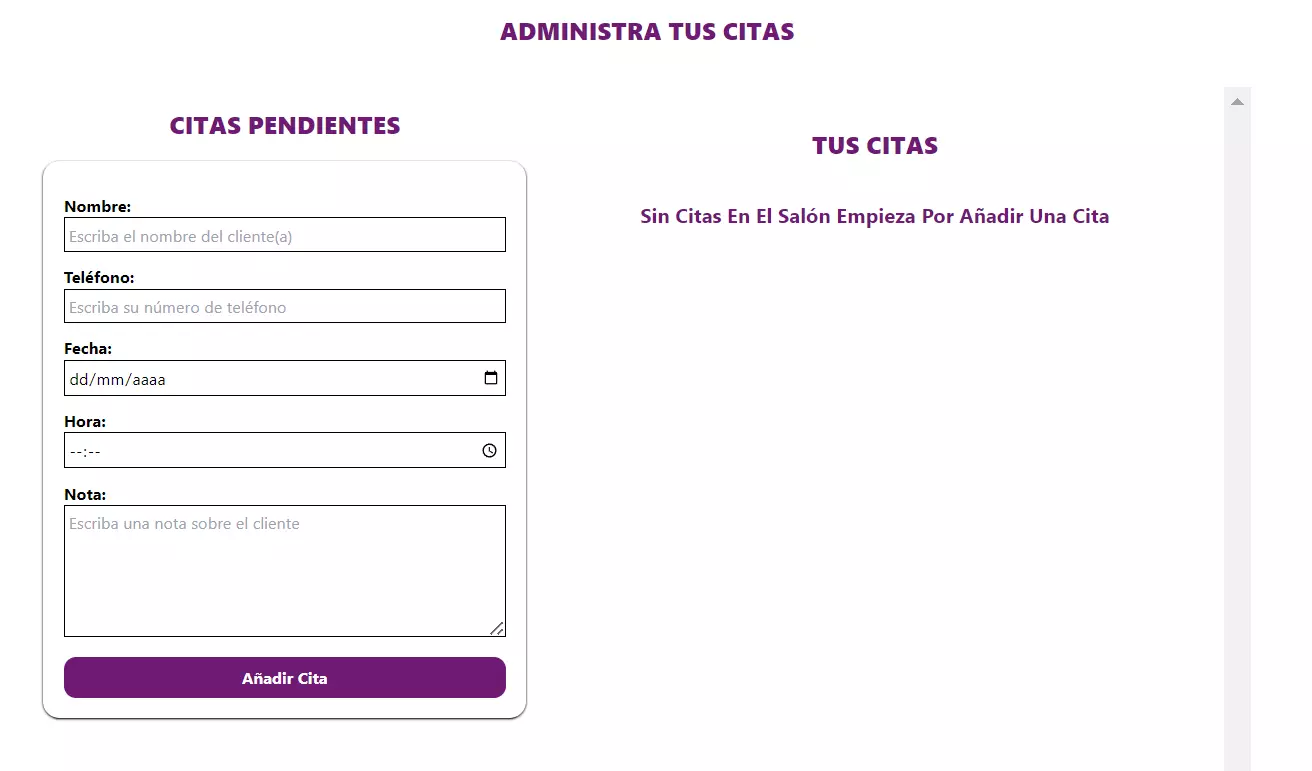 ADMINISTRA TUS CITAS
CITAS PENDIENTES
Nombre:
Escriba el nombre del cliente(a)
Teléfono:
Escriba su número de teléfono
Fecha:
dd/mm/aaaa
Hora:
--:--
Nota:
Escriba una nota sobre el cliente
Añadir Cita
TUS CITAS
Sin Citas En El Salón Empieza Por Añadir Una Cita